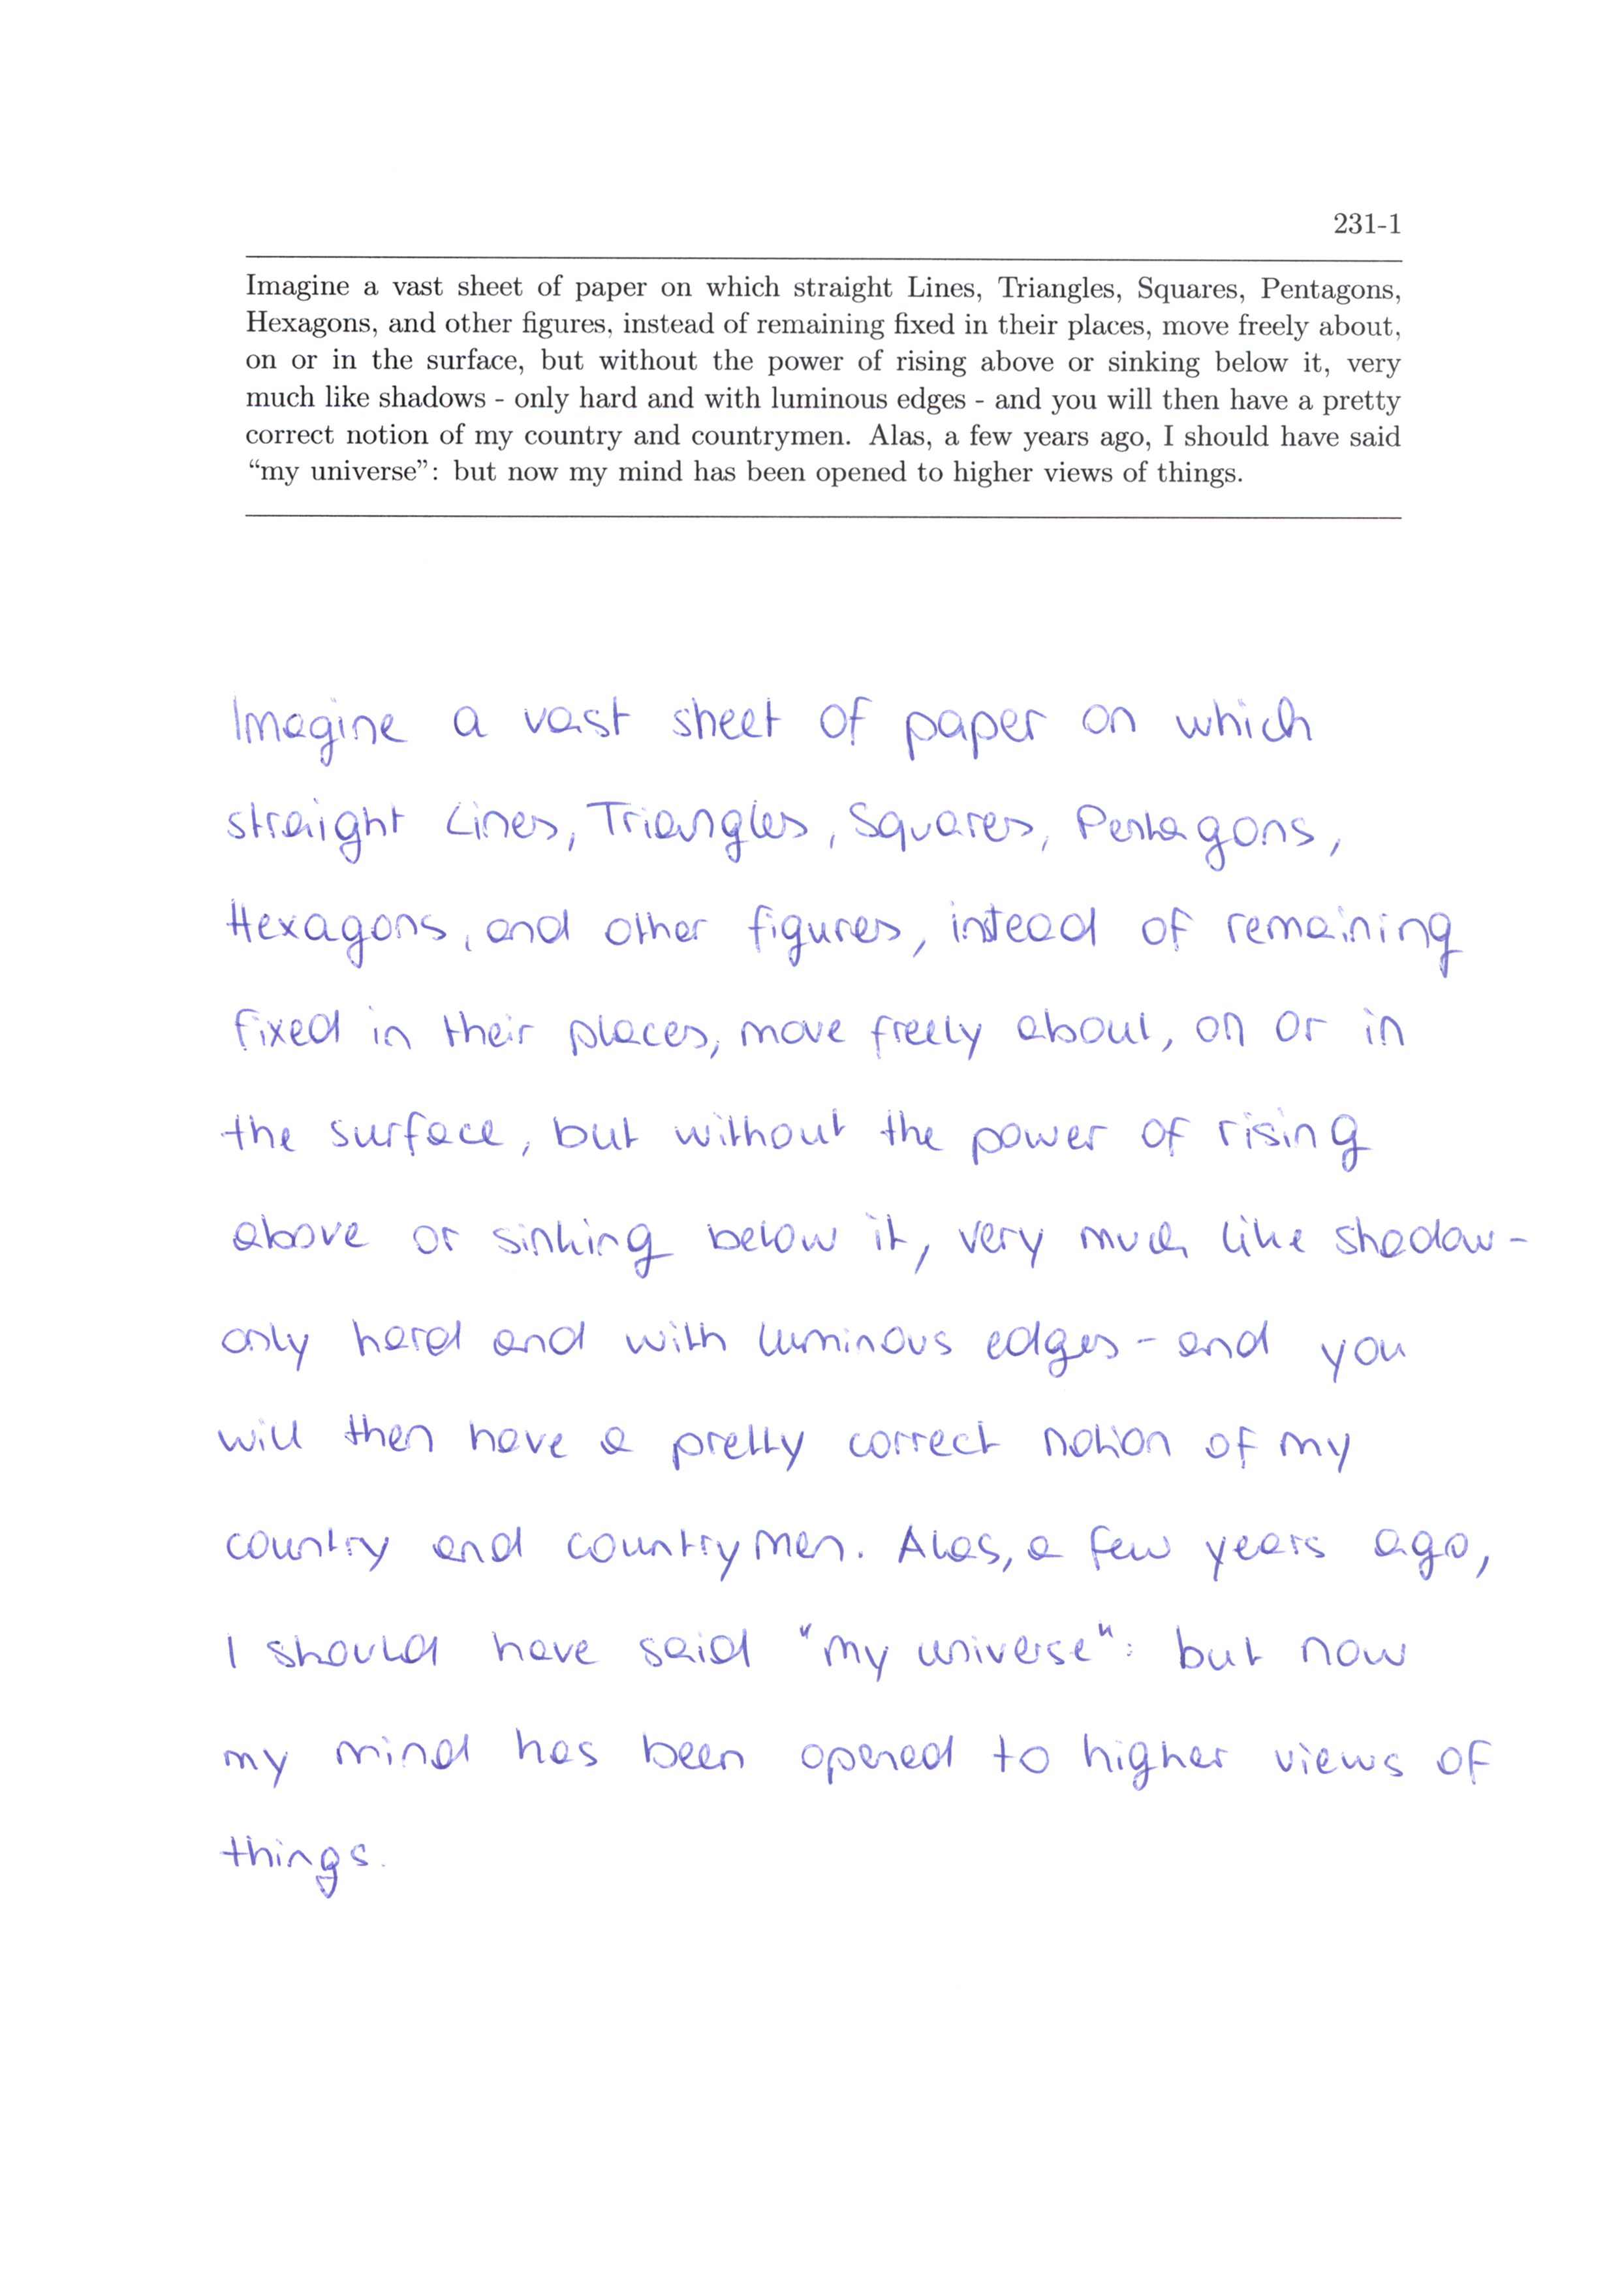 231-1
Imagine a vast sheet of paper on which straight Lines, Triangles, Squares, Pentagons,
Hexagons, and other figures, instead of remaining fixed in their places, move freely about,
on or in the surface, but without the power of rising above or sinking below it, very
much like shadows - only hard and with luminous edges - and you will then have a pretty
correct notion of my country and countrymen. Alas, a few years ago, I should have said
“my universe”: but now my mind has been opened to higher views of things.
Imagine a vast sheet of paper on which
straight Lines, Triangles, Squares, Pentagons,
Hexagons, and other figures, instead of remaining
fixed in their places, move freely about, on or in
the surface, but without the power of rising
above or sinking below it, very much like shadow -
only hard and with luminous edges - and you
will then have a pretty correct notion of my
country and countrymen. Alas, a few years ago,
I should have said "my universe": but now
my mind has been opened to higher views of
things.